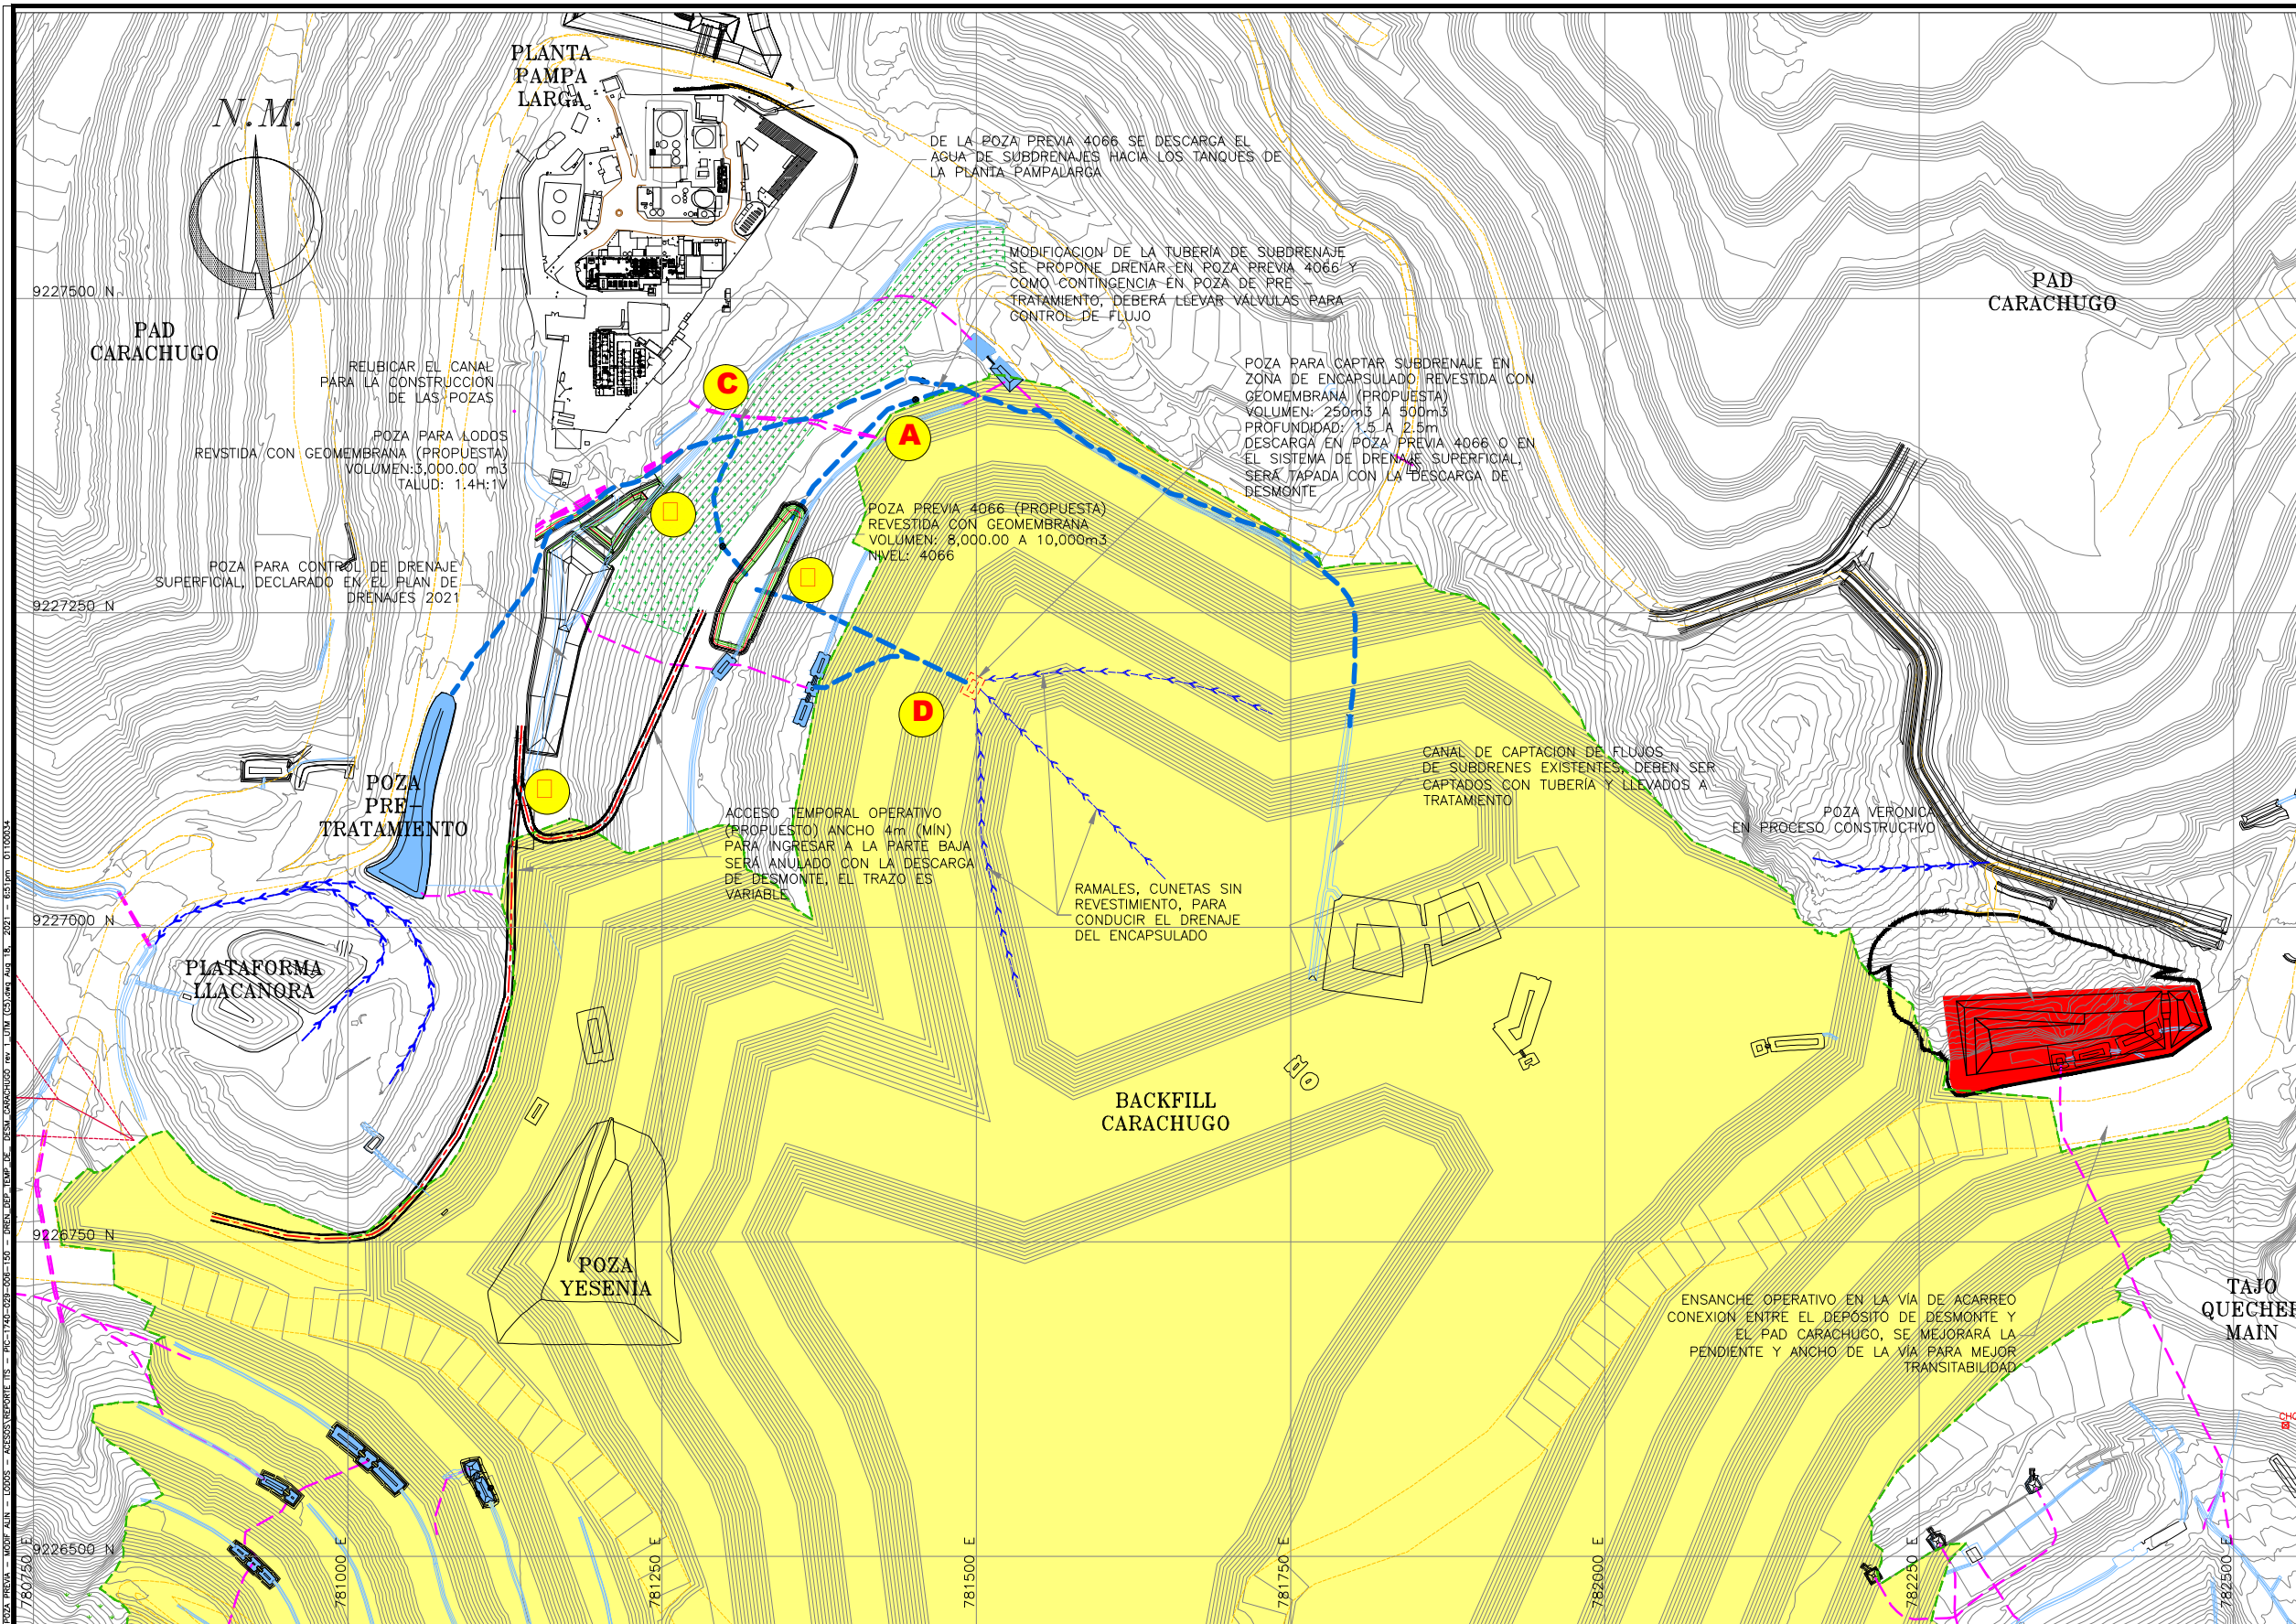 PLANTA
PAMPA
LARGA
N.M.
DE LA POZA PREVIA 4066 SE DESCARGA EL
AGUA DE SUBDRENAJES HACIA LOS TANQUES DE
LA PLANTA PAMPALARGA
MODIFICACION DE LA TUBERÍA DE SUBDRENAJE
SE PROPONE DRENAR EN POZA PREVIA 4066 Y
COMO CONTINGENCIA EN POZA DE PRE –
TRATAMIENTO, DEBERÁ LLEVAR VÁLVULAS PARA
CONTROL DE FLUJO
PAD
CARACHUGO
9227500 N
PAD
CARACHUGO
REUBICAR EL CANAL
PARA LA CONSTRUCCION
DE LAS POZAS
POZA PARA CAPTAR SUBDRENAJE EN
ZONA DE ENCAPSULADO REVESTIDA CON
GEOMEMBRANA (PROPUESTA)
VOLUMEN: 250m3 A 500m3
PROFUNDIDAD: 1.5 A 2.5m
DESCARGA EN POZA PREVIA 4066 O EN
EL SISTEMA DE DRENAJE SUPERFICIAL,
SERÁ TAPADA CON LA DESCARGA DE
DESMONTE
C
A
POZA PARA LODOS
REVSTIDA CON GEOMEMBRANA (PROPUESTA)
VOLUMEN:3,000.00 m3
TALUD: 1.4H:1V
POZA PREVIA 4066 (PROPUESTA)
REVESTIDA CON GEOMEMBRANA
VOLUMEN: 8,000.00 A 10,000m3
NIVEL: 4066
POZA PARA CONTROL DE DRENAJE
SUPERFICIAL, DECLARADO EN EL PLAN DE
DRENAJES 2021
9227250 N
D
CANAL DE CAPTACION DE FLUJOS
DE SUBDRENES EXISTENTES, DEBEN SER
CAPTADOS CON TUBERÍA Y LLEVADOS A
TRATAMIENTO
POZA
PRE-
TRATAMIENTO
ACCESO TEMPORAL OPERATIVO
(PROPUESTO) ANCHO 4m (MIN)
PARA INGRESAR A LA PARTE BAJA
SERÁ ANULADO CON LA DESCARGA
DE DESMONTE, EL TRAZO ES
VARIABLE
POZA VERÓNICA
EN PROCESO CONSTRUCTIVO
RAMALES, CUNETAS SIN
REVESTIMIENTO, PARA
CONDUCIR EL DRENAJE
DEL ENCAPSULADO
9227000 N
PLATAFORMA
LLACANORA
BACKFILL
CARACHUGO
9226750 N
POZA
YESENIA
ENSANCHE OPERATIVO EN LA VÍA DE ACARREO
CONEXION ENTRE EL DEPÓSITO DE DESMONTE Y
EL PAD CARACHUGO, SE MEJORARÁ LA
PENDIENTE Y ANCHO DE LA VÍA PARA MEJOR
TRANSITABILIDAD
TAJO
QUECHER
MAIN
CHO
9226500 N
780750 E
781000 E
781250 E
781500 E
781750 E
782000 E
782250 E
782500 E